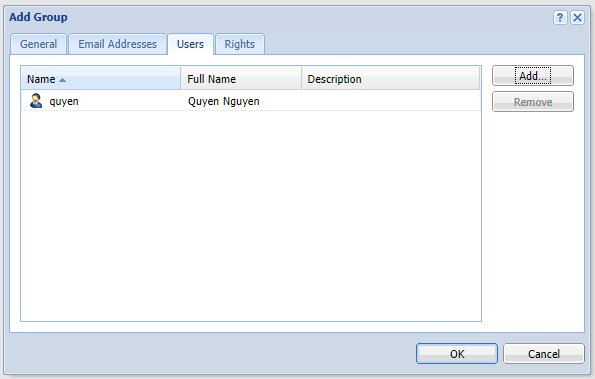 Add Group
General Email Addresses Users Rights
Name Full Name Description Add...
quyen Quyen Nguyen Remove
OK Cancel